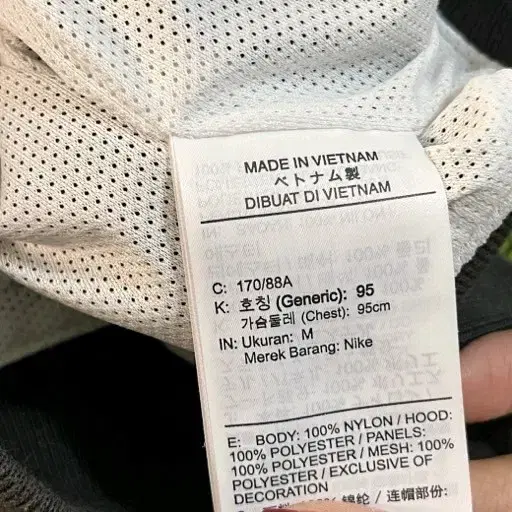 MADE IN VIETNAM
ベトナム製
DIBUAT DI VIETNAM
C: 170/88A
K: 호칭 (Generic): 95
가슴둘레 (Chest): 95cm
IN: Ukuran: M
Merek Barang: Nike
E: BODY: 100% NYLON / HOOD:
100% POLYESTER / PANELS:
100% POLYESTER / MESH: 100%
POLYESTER / EXCLUSIVE OF
DECORATION
锦纶 / 连帽部份: